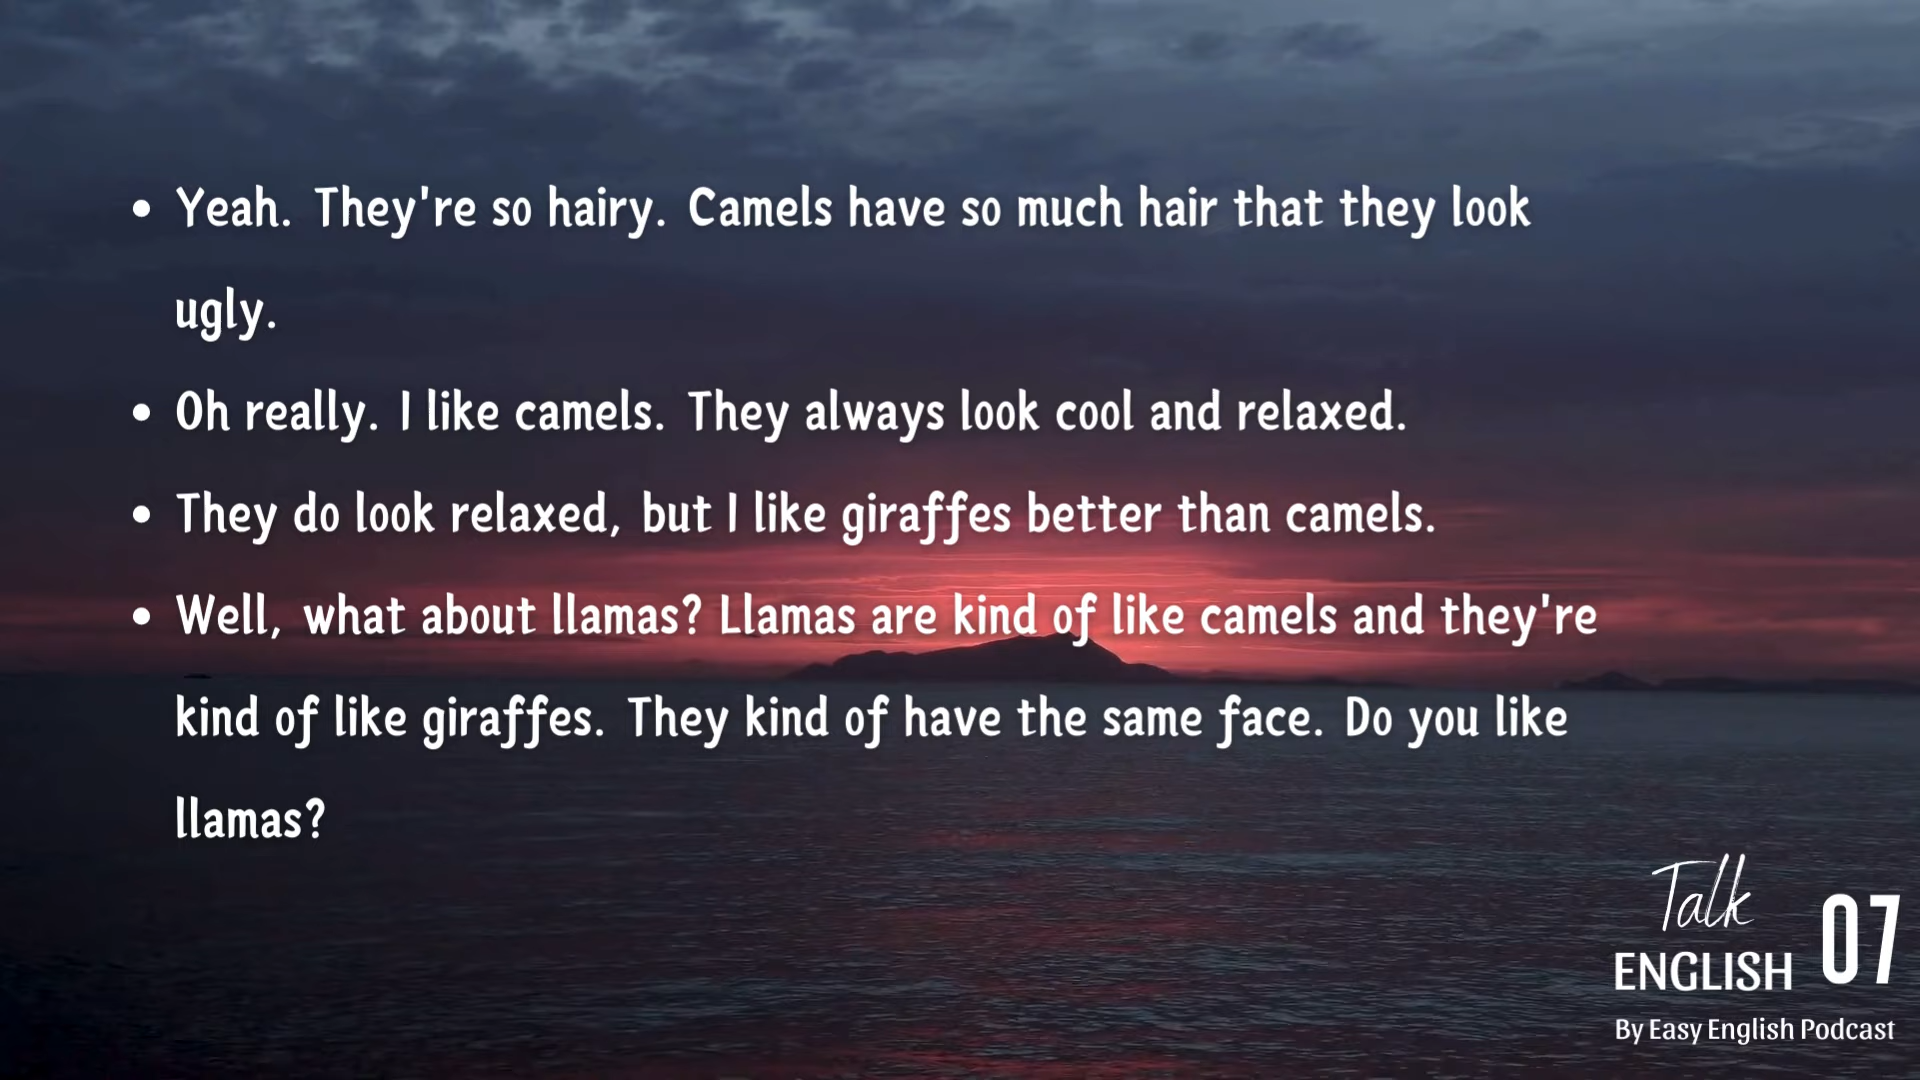 • Yeah. They're so hairy. Camels have so much hair that they look
ugly.
• Oh really. I like camels. They always look cool and relaxed.
• They do look relaxed, but I like giraffes better than camels.
• Well, what about llamas? Llamas are kind of like camels and they're
kind of like giraffes. They kind of have the same face. Do you like
llamas?
Talk
ENGLISH 07
By Easy English Podcast